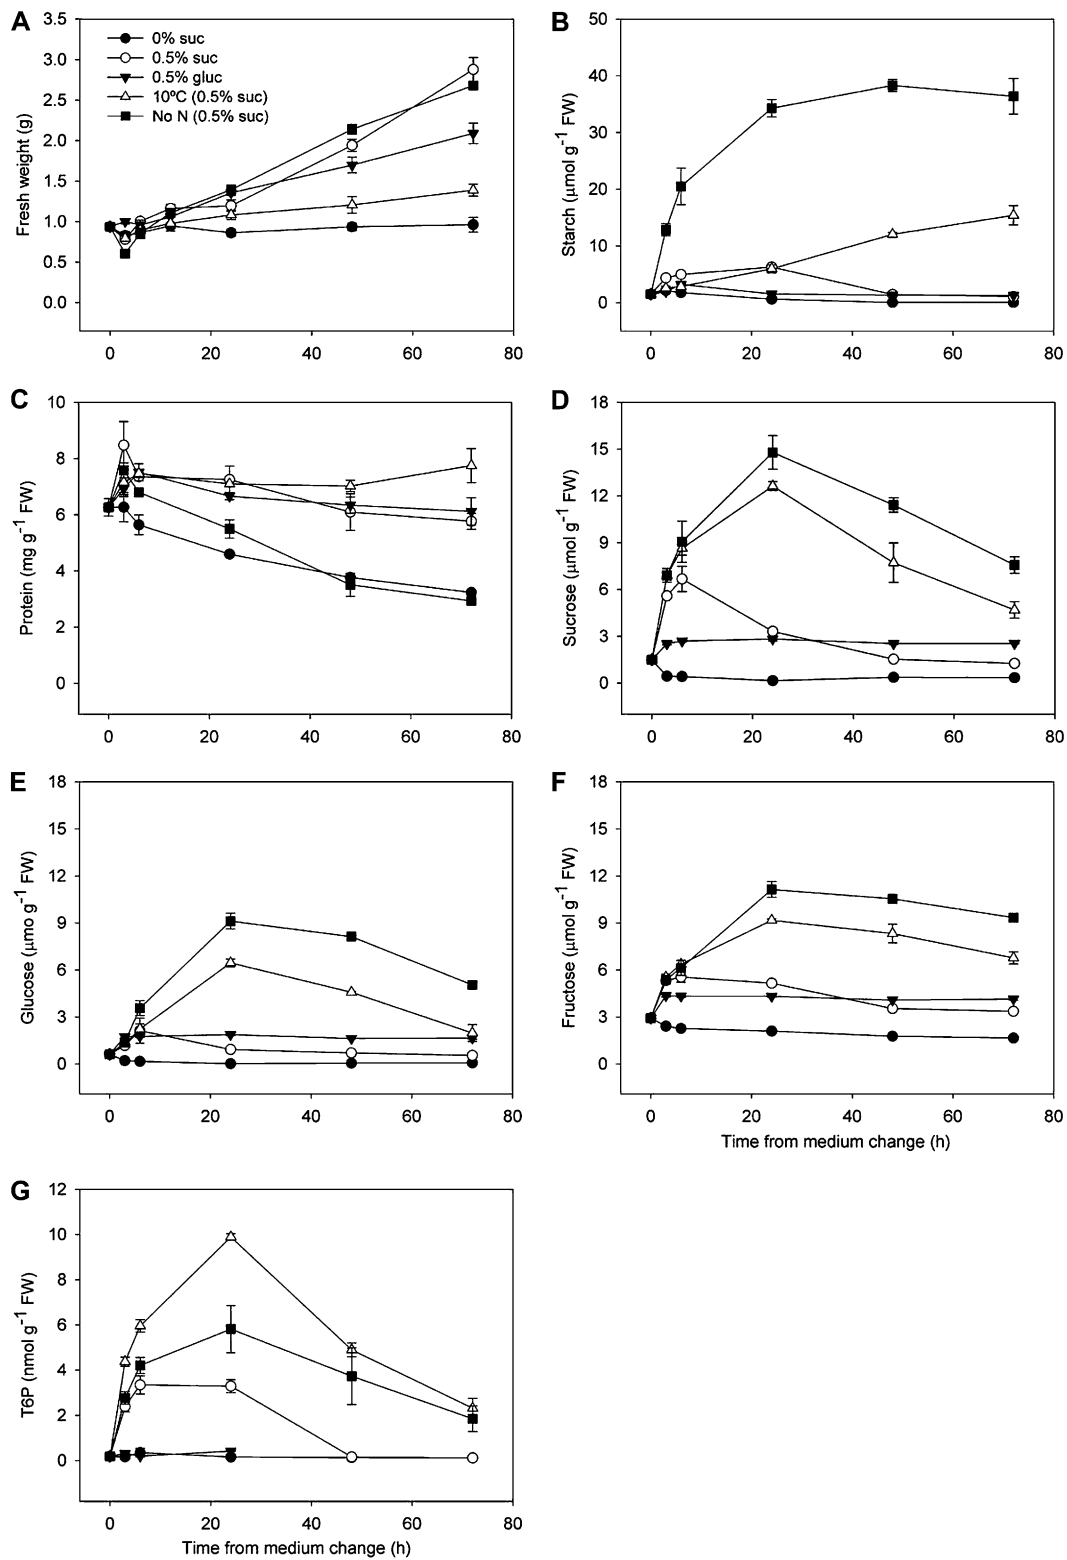 A
3.5
3.0
2.5
2.0
1.5
1.0
0.5
0.0
Fresh weight (g)
0% suc
0.5% suc
0.5% gluc
10ºC (0.5% suc)
No N (0.5% suc)
0 20 40 60 80
B
50
40
30
20
10
0
Starch (μmol g⁻¹ FW)
0 20 40 60 80
C
10
8
6
4
2
0
Protein (mg g⁻¹ FW)
0 20 40 60 80
D
18
15
12
9
6
3
0
Sucrose (μmol g⁻¹ FW)
0 20 40 60 80
E
18
15
12
9
6
3
0
Glucose (μmo g⁻¹ FW)
0 20 40 60 80
F
18
15
12
9
6
3
0
Fructose (μmol g⁻¹ FW)
0 20 40 60 80
Time from medium change (h)
G
12
10
8
6
4
2
0
T6P (nmol g⁻¹ FW)
0 20 40 60 80
Time from medium change (h)